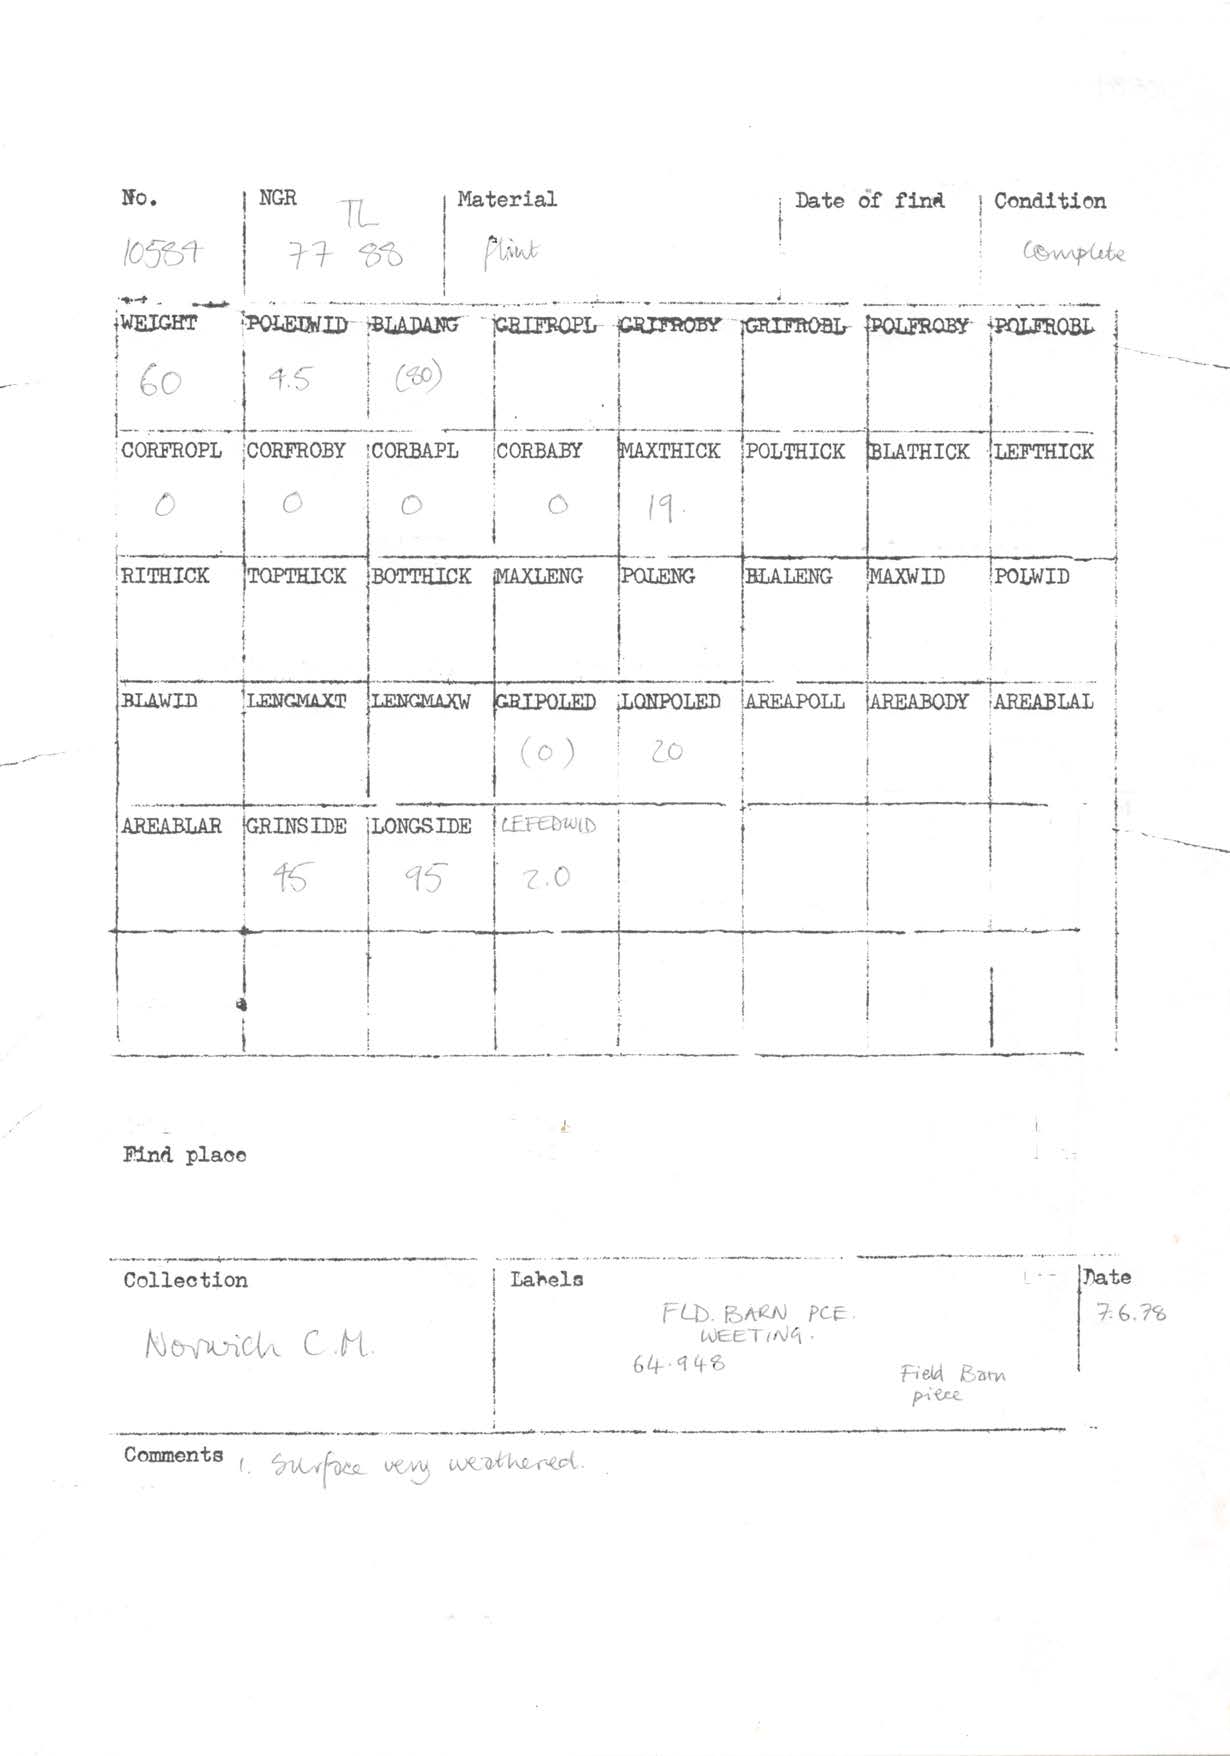 No. NGR Material Date of find Condition
TL
10584 77 88 flint Complete
WEIGHT POLEDWID BLADANG GRIFROPL GRIFROBY GRIFROBL POLFROBY POLFROBL
60 4.5 (80)
CORFROPL CORFROBY CORBAPL CORBABY MAXTHICK POLTHICK BLATHICK LEFTHICK
0 0 0 0 19.
RITHICK TOPTHICK BOTTHICK MAXLENG POLENG BLALENG MAXWID POLWID
BLAWID LENGMAXT LENGMAXW GRIPOLED LONPOLED AREAPOLL AREABODY AREABLAL
(0) 20
AREABLAR GRINSIDE LONGSIDE LEFEDWID
45 95 2.0
Find place
Collection Labels Date
FLD. BARN PCE. 7.6.78
WEETING.
Norwich C.M.
64.948
Field Barn
piece
Comments 1. Surface very weathered.